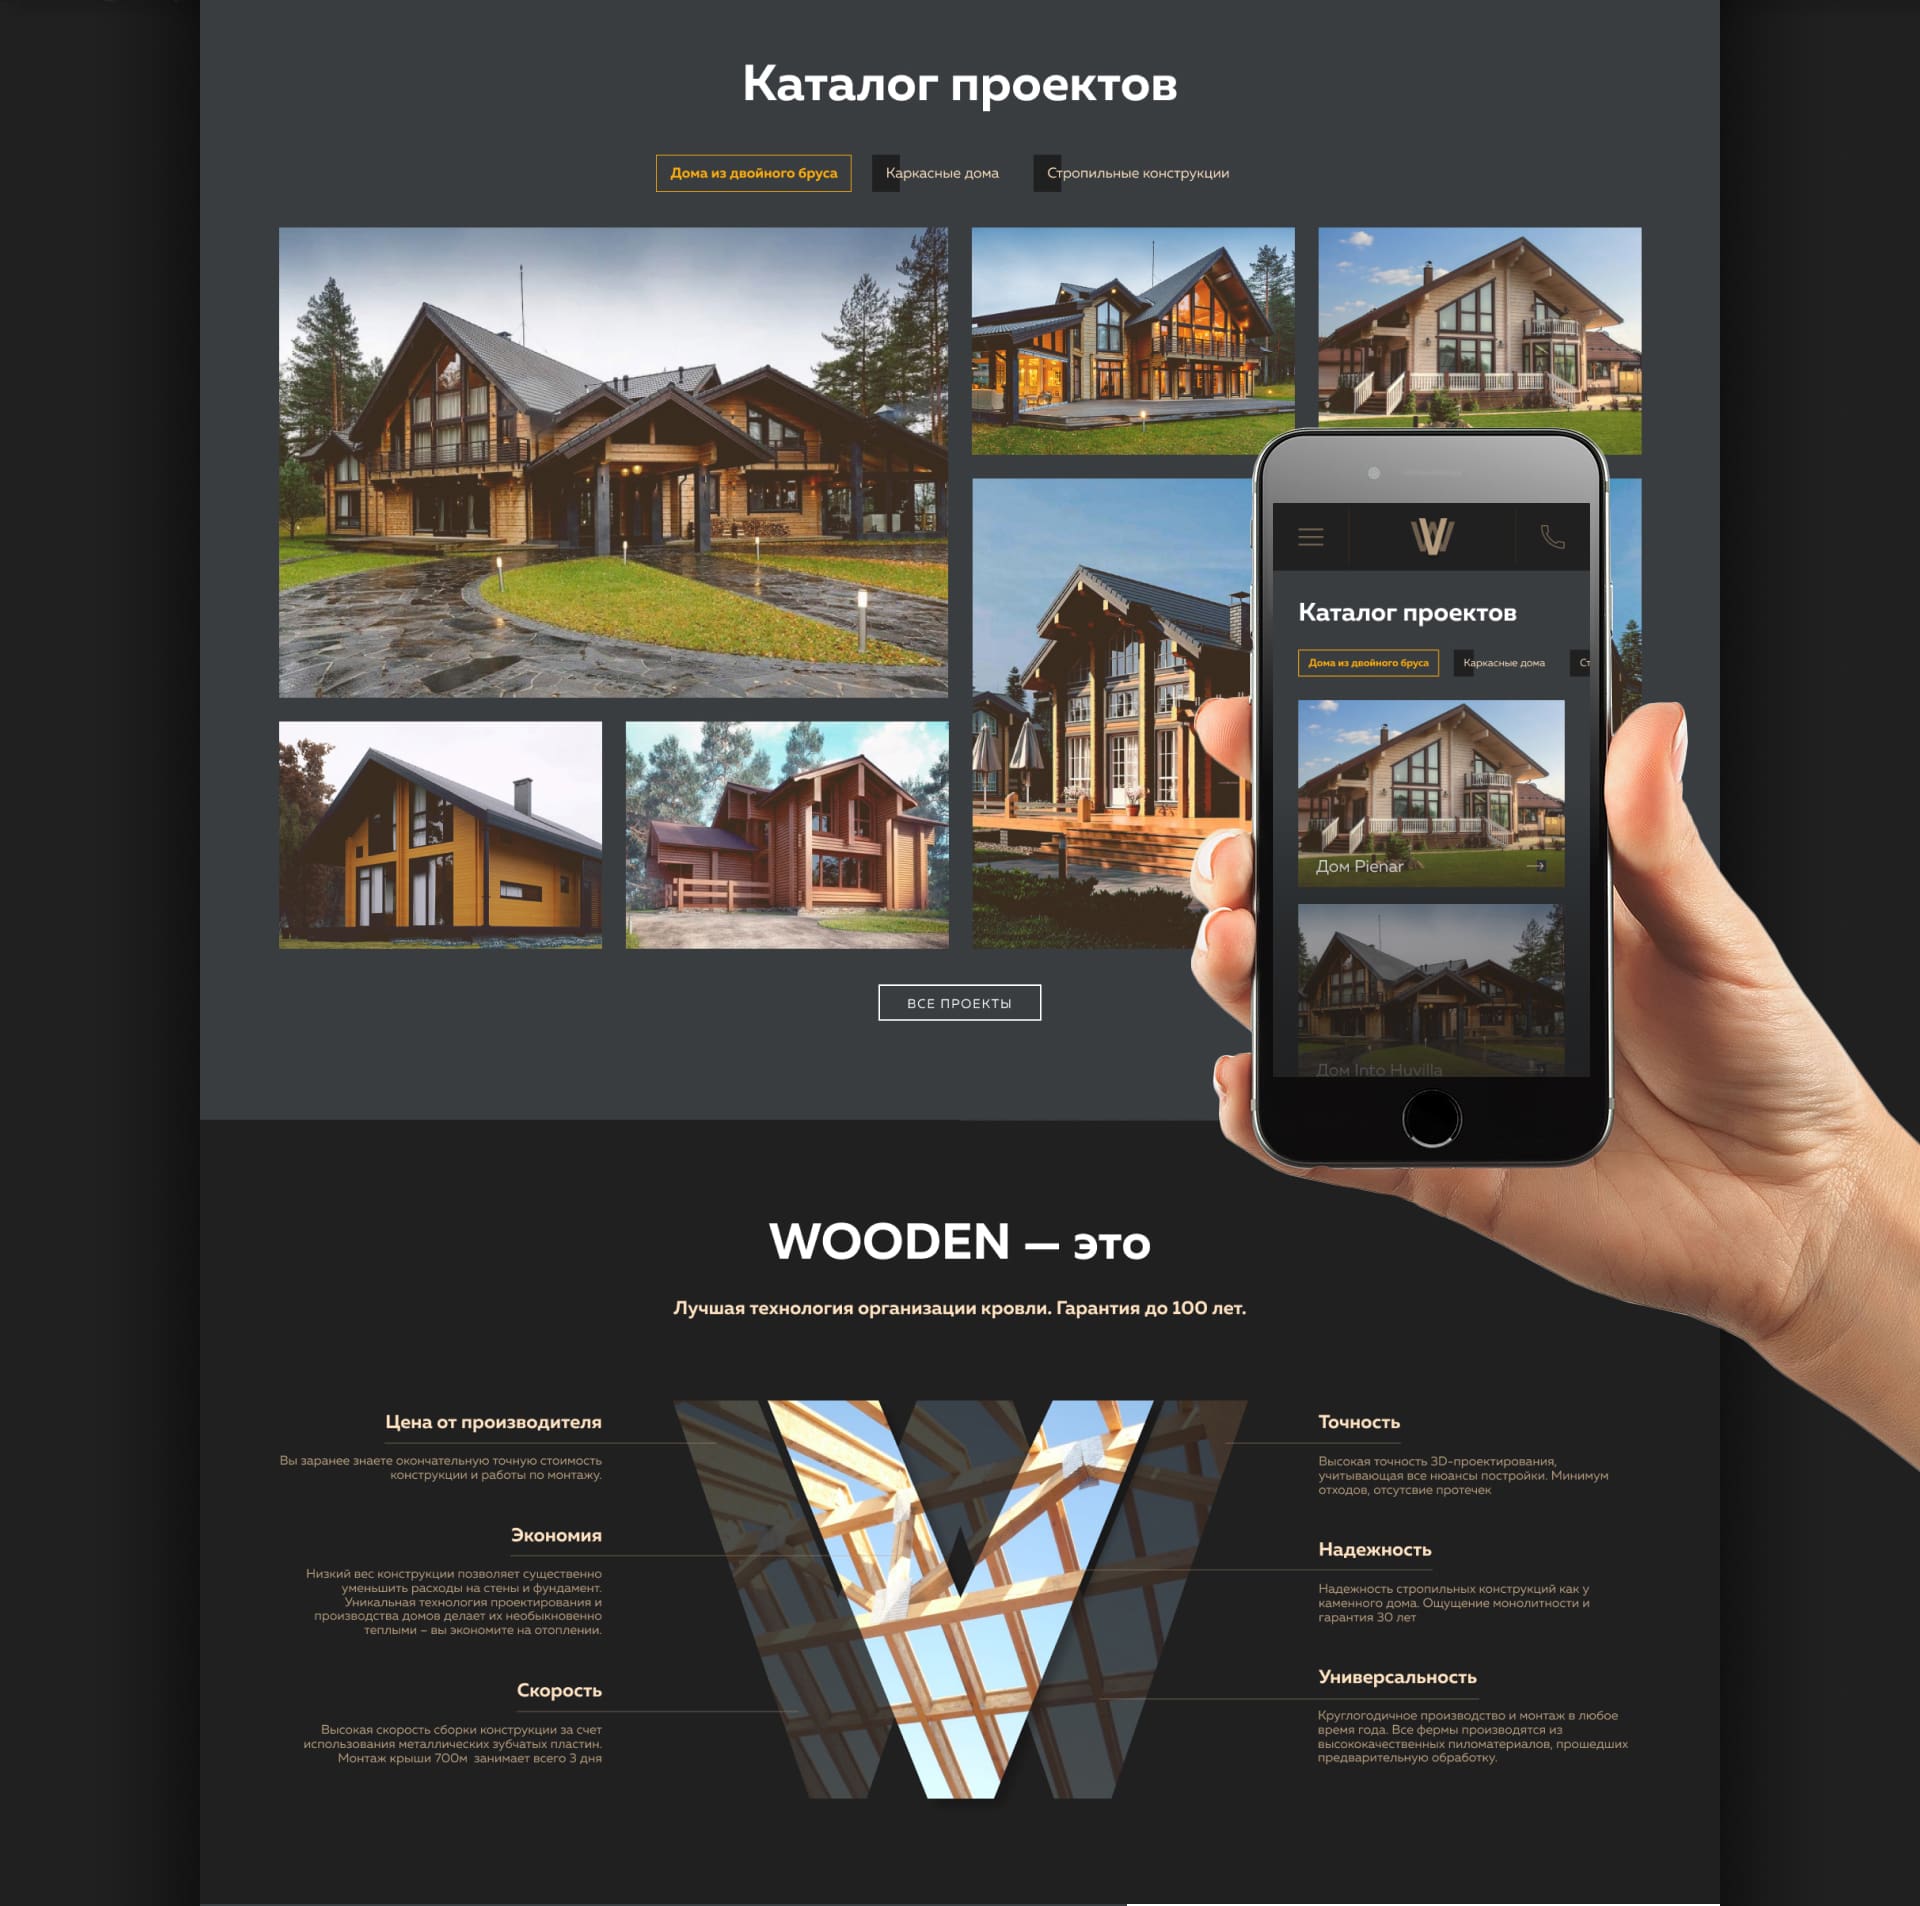 Каталог проектов
Дома из двойного бруса
Каркасные дома
Стропильные конструкции
W
Каталог проектов
Дома из двойного бруса
Каркасные дома
Ст
Дом Pienar
Дом Into Huvilla
ВСЕ ПРОЕКТЫ
WOODEN — это
Лучшая технология организации кровли. Гарантия до 100 лет.
Цена от производителя
Вы заранее знаете окончательную точную стоимость
конструкции и работы по монтажу.
Экономия
Низкий вес конструкции позволяет существенно
уменьшить расходы на стены и фундамент.
Уникальная технология проектирования и
производства домов делает их необыкновенно
теплыми – вы экономите на отоплении.
Скорость
Высокая скорость сборки конструкции за счет
использования металлических зубчатых пластин.
Монтаж крыши 700м занимает всего 3 дня
W
Точность
Высокая точность 3D-проектирования,
учитывающая все нюансы постройки. Минимум
отходов, отсутсвие протечек
Надежность
Надежность стропильных конструкций как у
каменного дома. Ощущение монолитности и
гарантия 30 лет
Универсальность
Круглогодичное производство и монтаж в любое
время года. Все фермы производятся из
высококачественных пиломатериалов, прошедших
предварительную обработку.